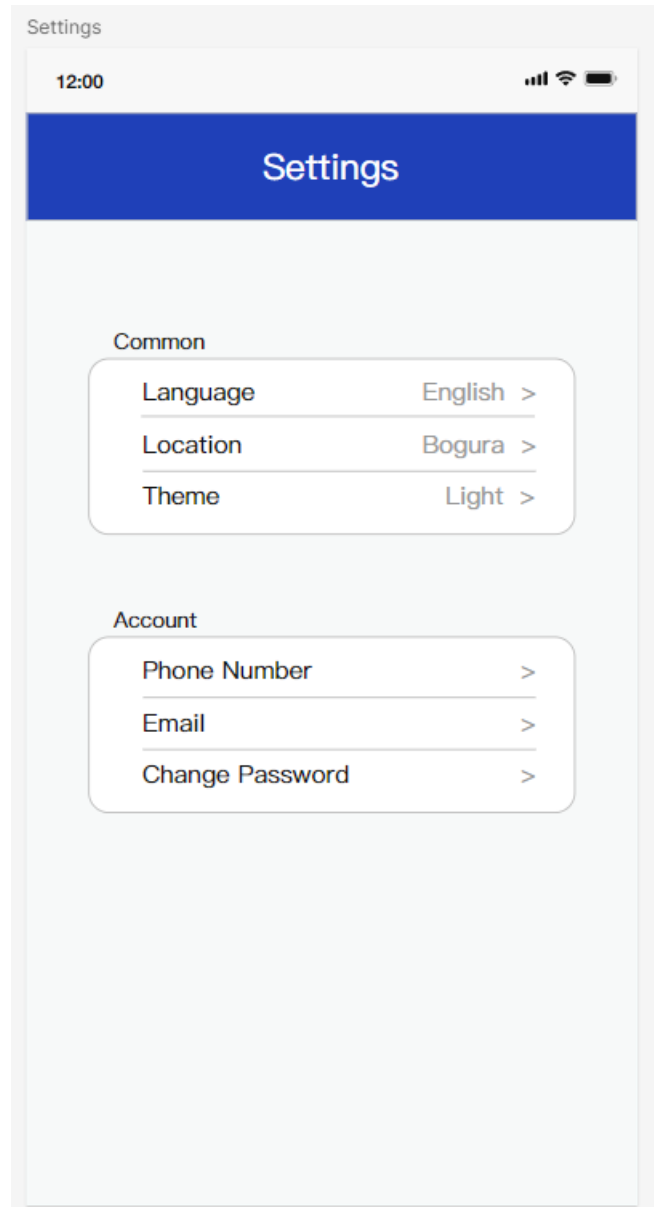 Settings
12:00
Settings
Common
Language English >
Location Bogura >
Theme Light >
Account
Phone Number >
Email >
Change Password >